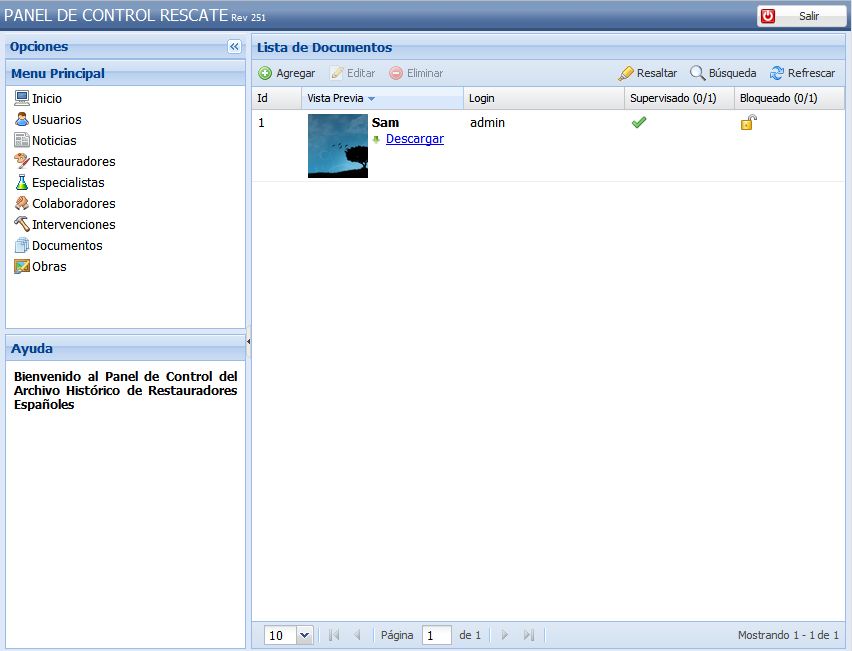 PANEL DE CONTROL RESCATE Rev 251
Salir
Opciones
Menu Principal
Inicio
Usuarios
Noticias
Restauradores
Especialistas
Colaboradores
Intervenciones
Documentos
Obras
Ayuda
Bienvenido al Panel de Control del
Archivo Histórico de Restauradores
Españoles
Lista de Documentos
Agregar Editar Eliminar Resaltar Búsqueda Refrescar
Id Vista Previa Login Supervisado (0/1) Bloqueado (0/1)
1 Sam admin
Descargar
10 Página 1 de 1 Mostrando 1 - 1 de 1